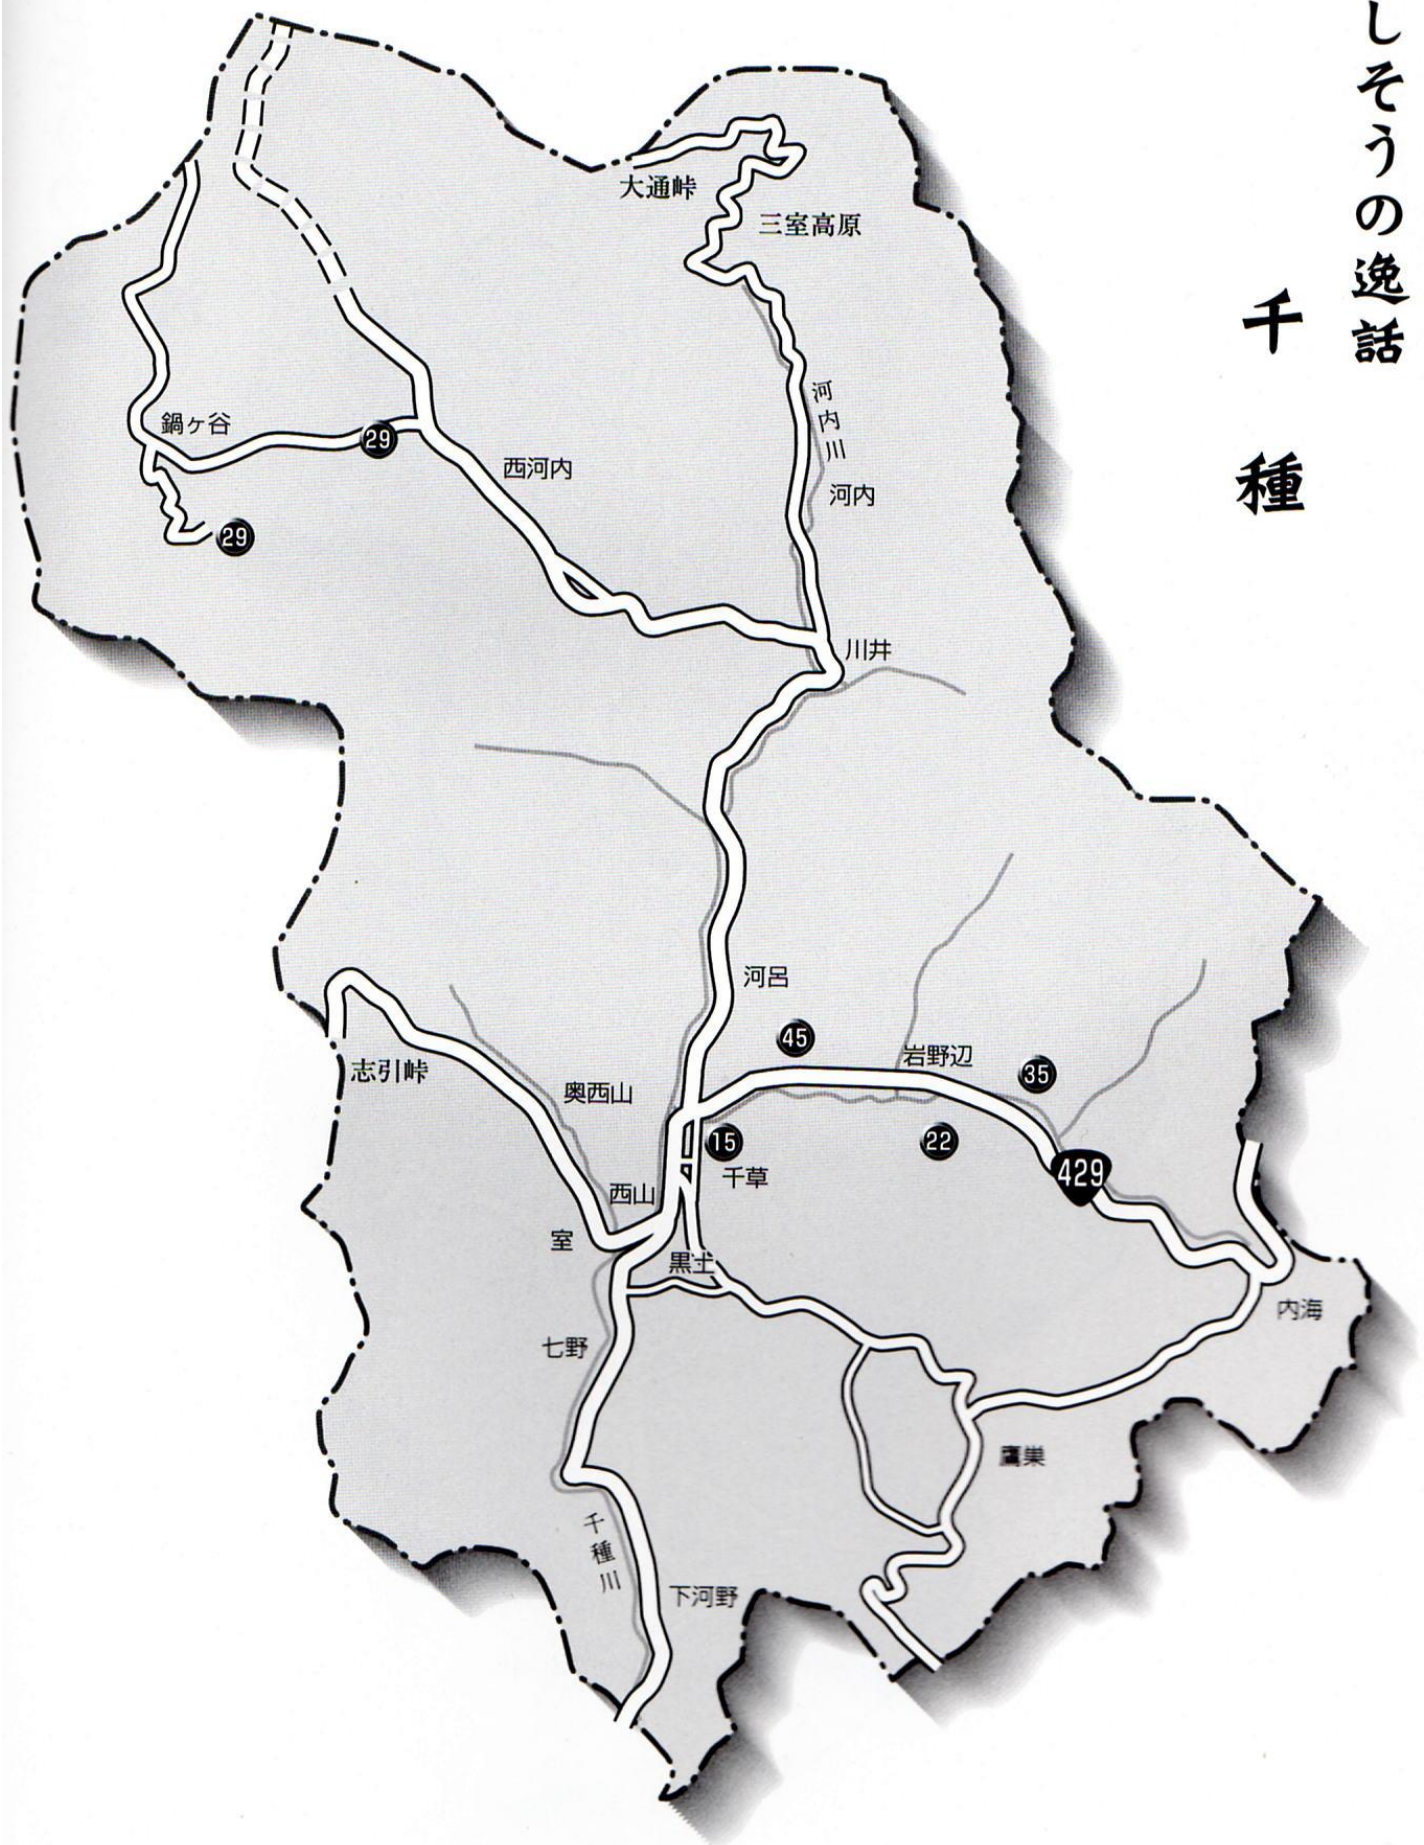 しそうの逸話
千種
大通峠
三室高原
河内川
鍋ヶ谷
29
西河内
河内
29
川井
河呂
45
岩野辺
35
志引峠
奥西山
15
22
千草
429
西山
室
黒土
内海
七野
鷹巣
千種川
下河野